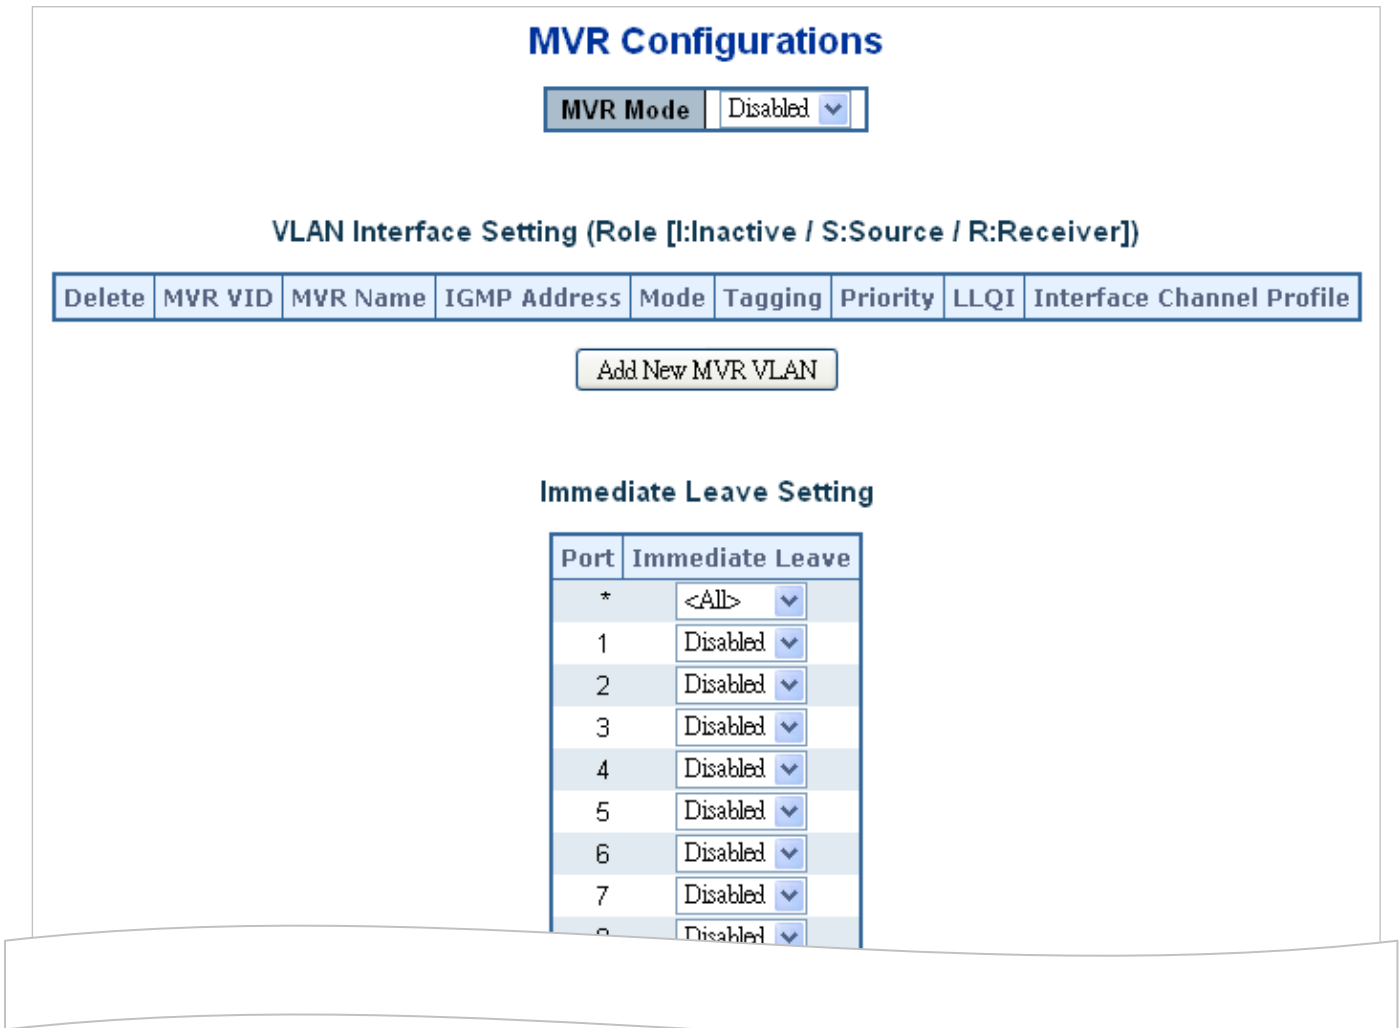 MVR Configurations
MVR Mode Disabled
VLAN Interface Setting (Role [I:Inactive / S:Source / R:Receiver])
Delete MVR VID MVR Name IGMP Address Mode Tagging Priority LLQI Interface Channel Profile
Add New MVR VLAN
Immediate Leave Setting
Port Immediate Leave
* <All>
1 Disabled
2 Disabled
3 Disabled
4 Disabled
5 Disabled
6 Disabled
7 Disabled
Disabled